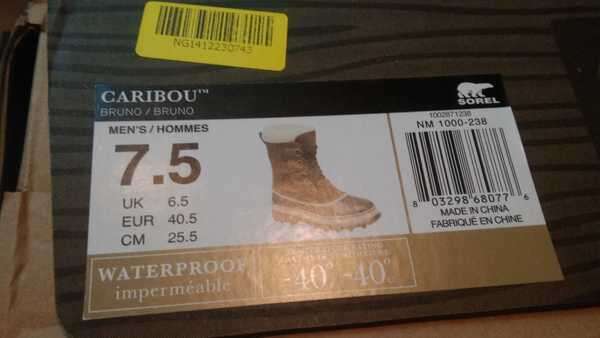 NG1412230743
CARIBOU™
BRUNO / BRUNO
SOREL
MEN'S / HOMMES
7.5
UK 6.5
EUR 40.5
CM 25.5
1002871238
NM 1000-238
8 03298 68077 6
MADE IN CHINA
FABRIQUÉ EN CHINE
WATERPROOF
imperméable
-40° -40°